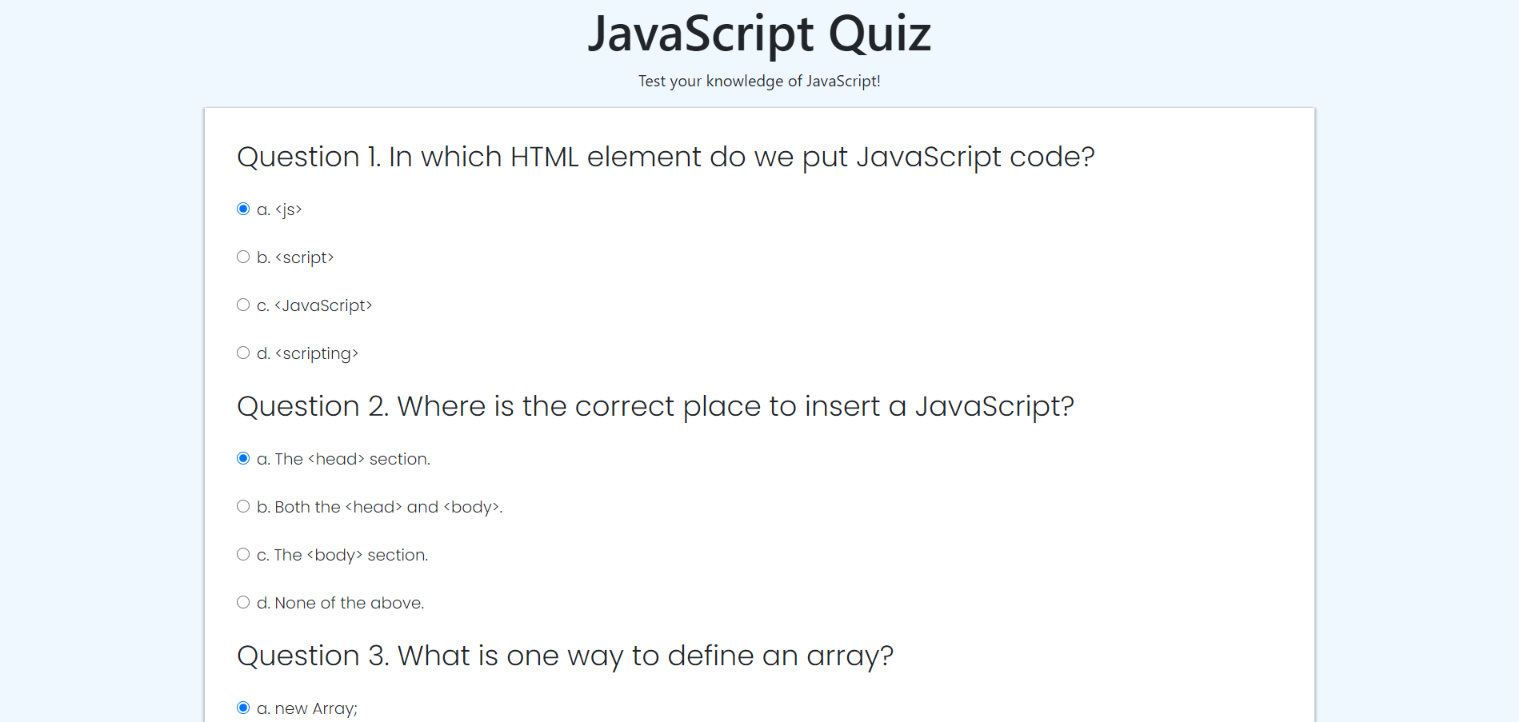 JavaScript Quiz
Test your knowledge of JavaScript!
Question 1. In which HTML element do we put JavaScript code?
a. <js>
b. <script>
c. <JavaScript>
d. <scripting>
Question 2. Where is the correct place to insert a JavaScript?
a. The <head> section.
b. Both the <head> and <body>.
c. The <body> section.
d. None of the above.
Question 3. What is one way to define an array?
a. new Array;